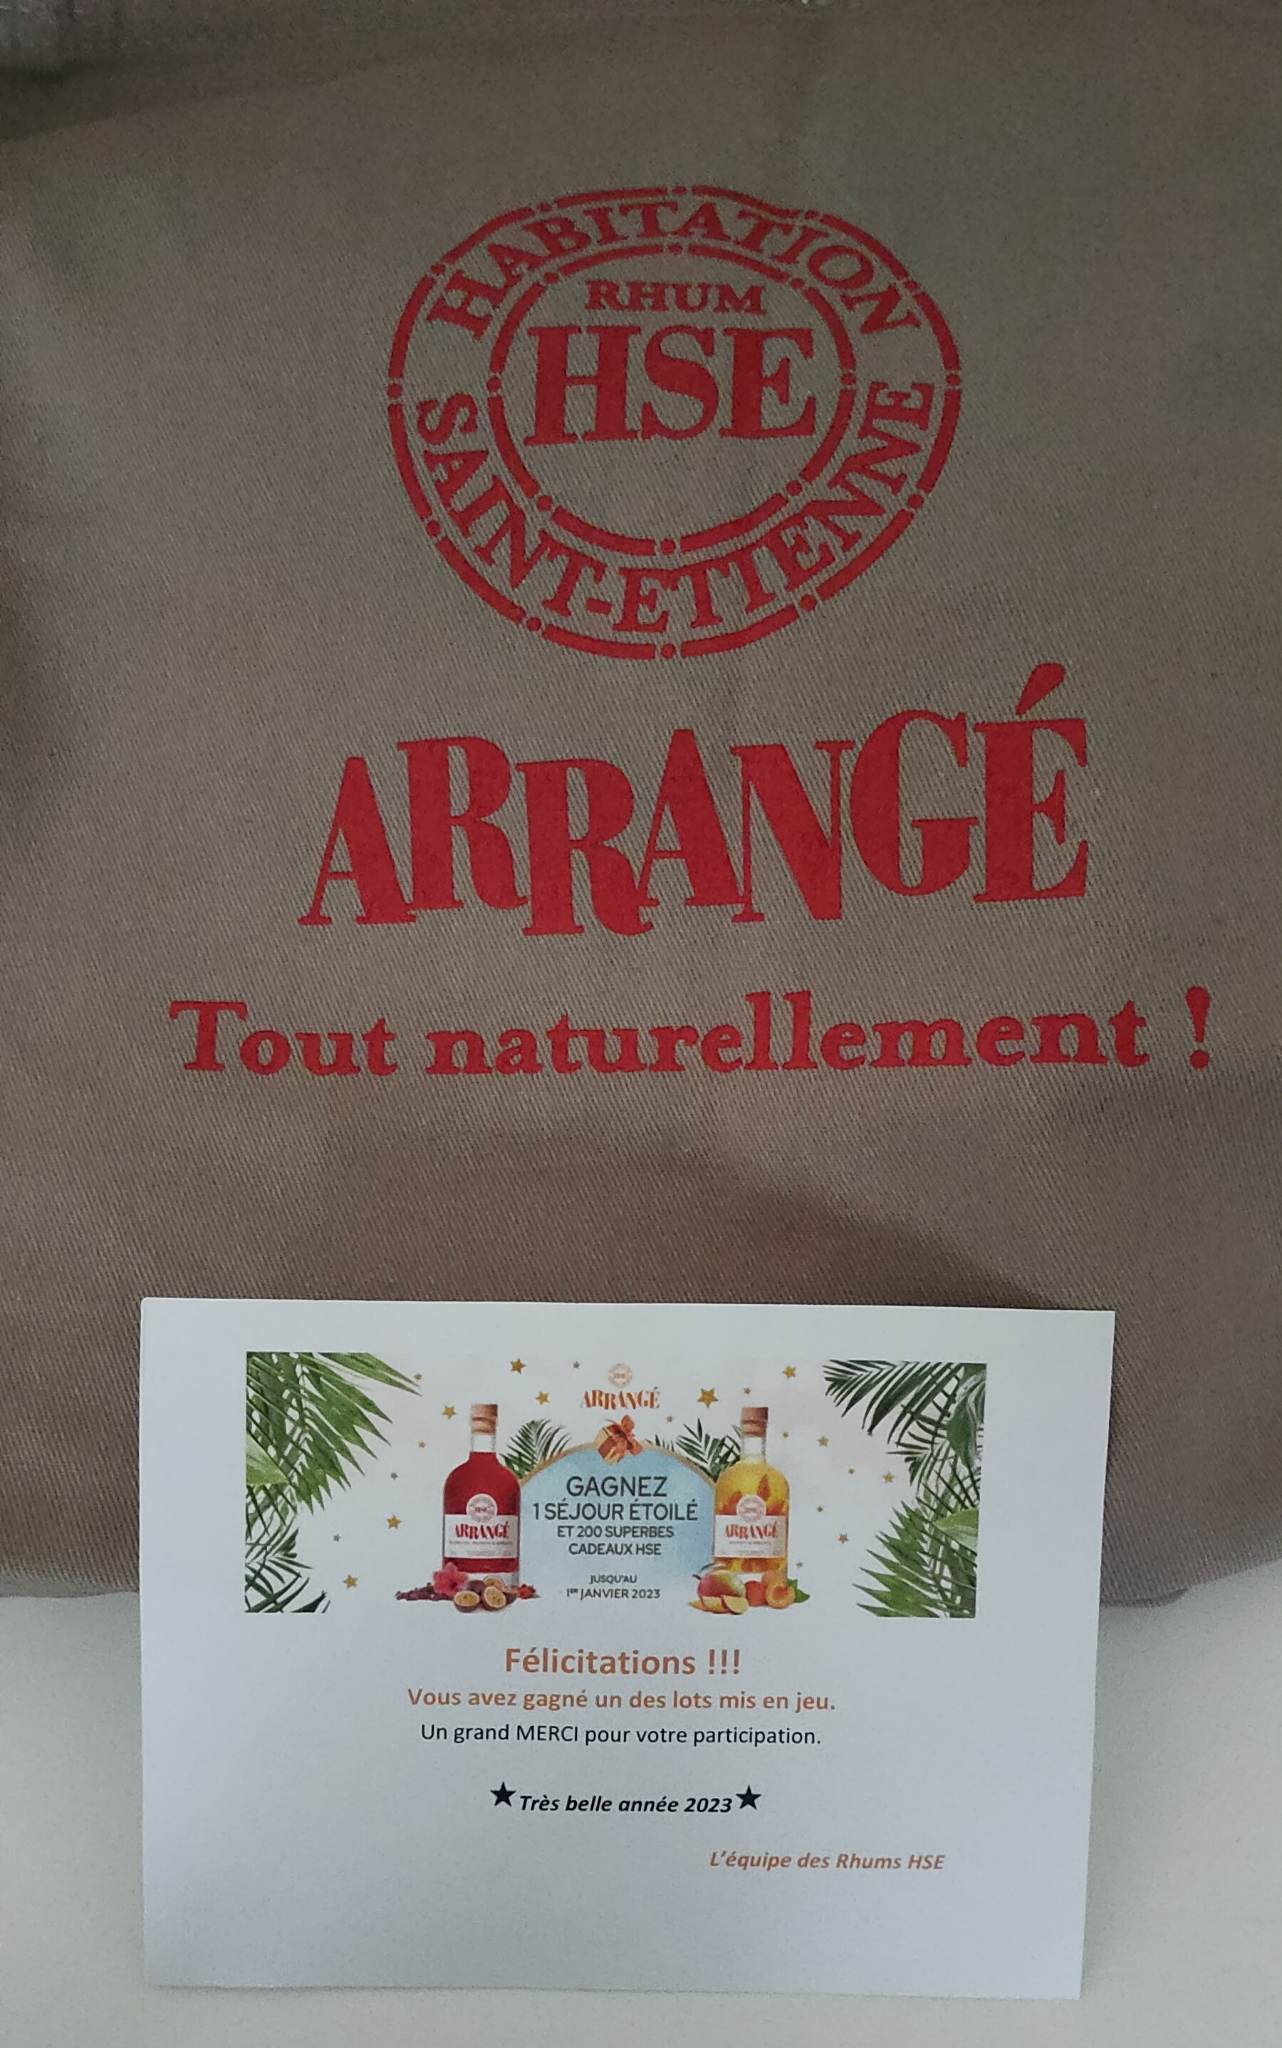 HABITATION
RHUM
HSE
SAINT-ETIENNE
ARRANGÉ
Tout naturellement !
ARRANGÉ
GAGNEZ
1 SÉJOUR ÉTOILÉ
ET 200 SUPERBES
CADEAUX HSE
JUSQU'AU
1ER JANVIER 2023
ARRANGÉ
ARRANGÉ
Félicitations !!!
Vous avez gagné un des lots mis en jeu.
Un grand MERCI pour votre participation.
★Très belle année 2023★
L'équipe des Rhums HSE